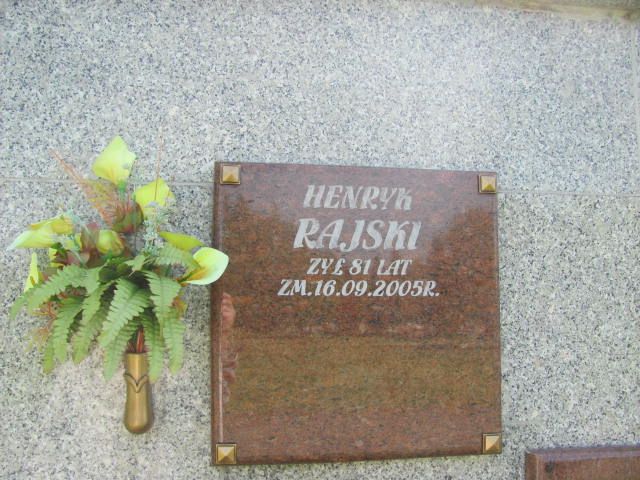 HENRYK
RAJSKI
ŻYŁ 81 LAT
ZM.16.09.2005R.